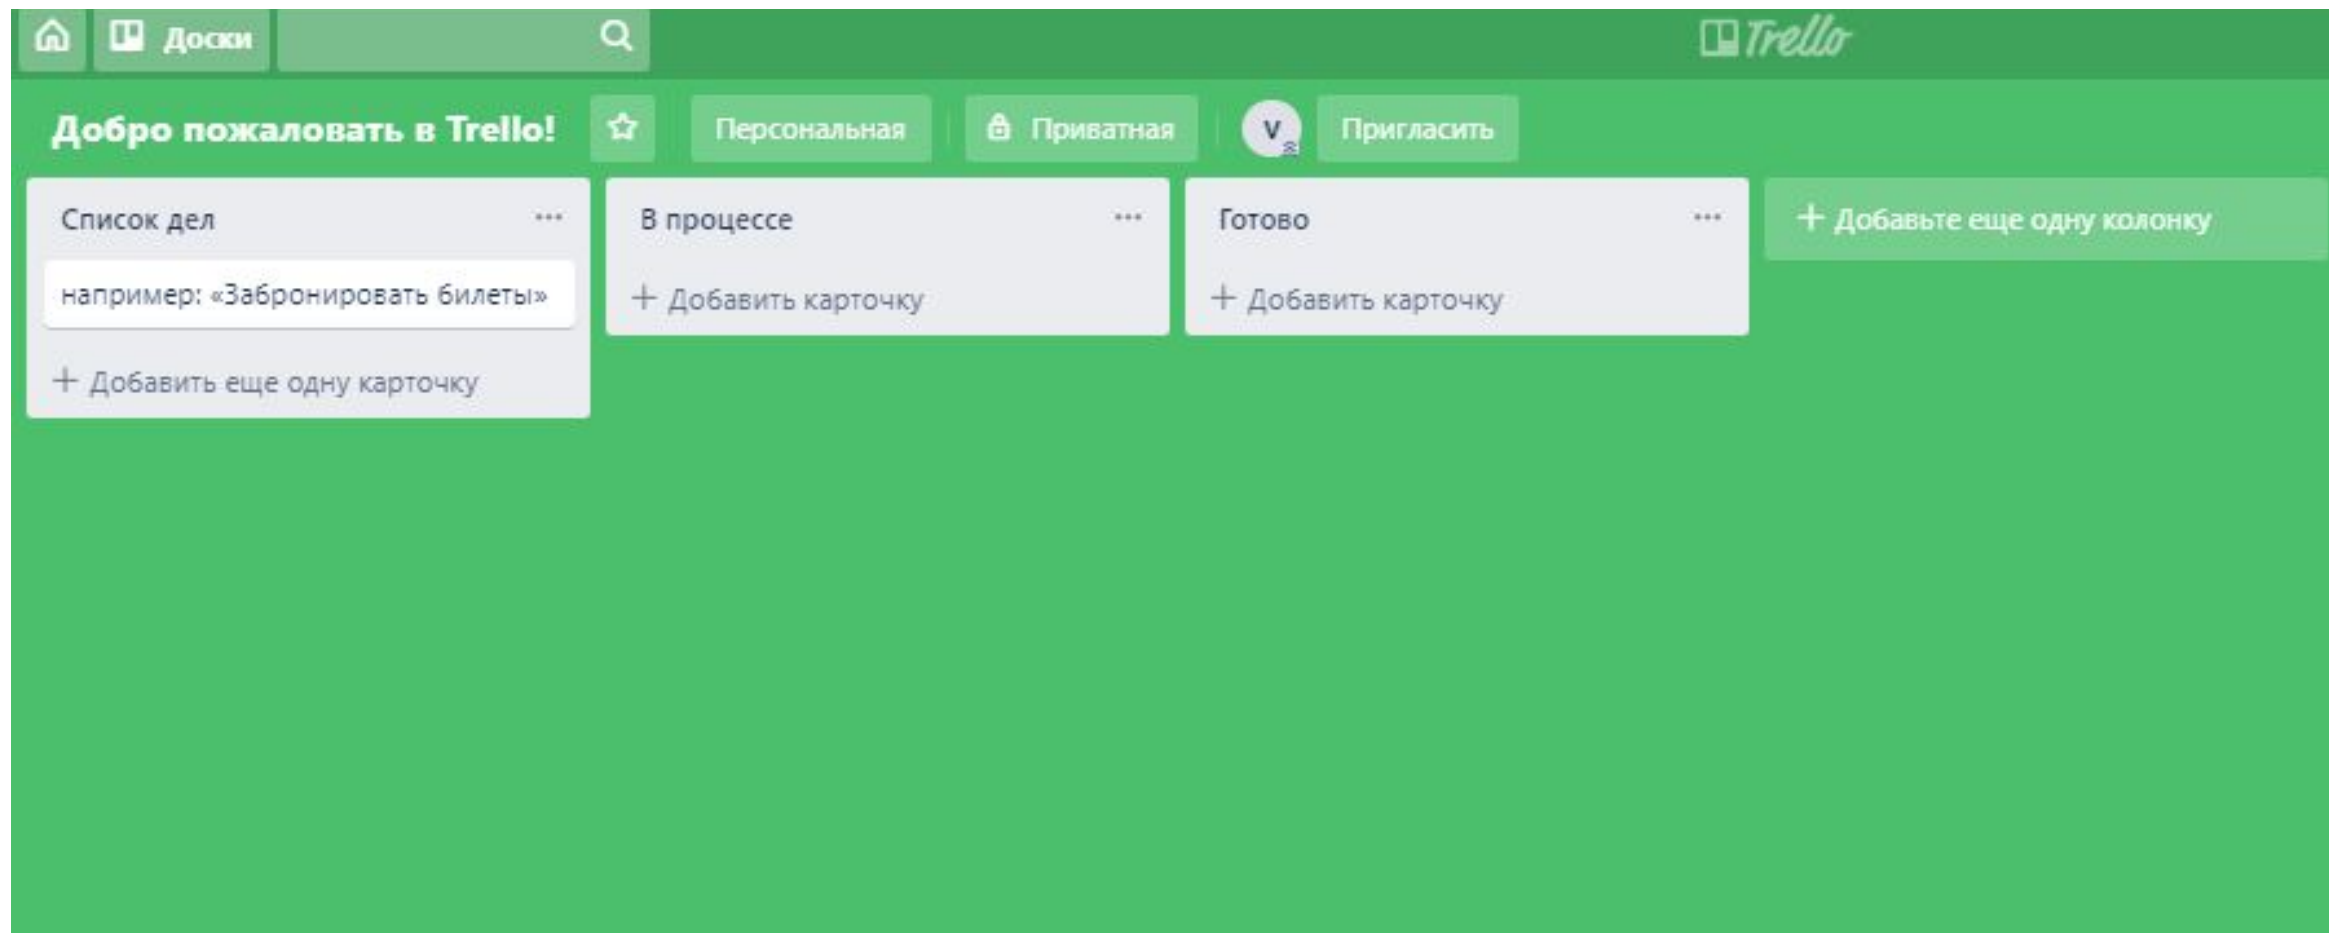 Доски
Trello
Добро пожаловать в Trello!
Персональная
Приватная
V
Пригласить
Список дел
например: «Забронировать билеты»
+ Добавить еще одну карточку
В процессе
+ Добавить карточку
Готово
+ Добавить карточку
+ Добавьте еще одну колонку